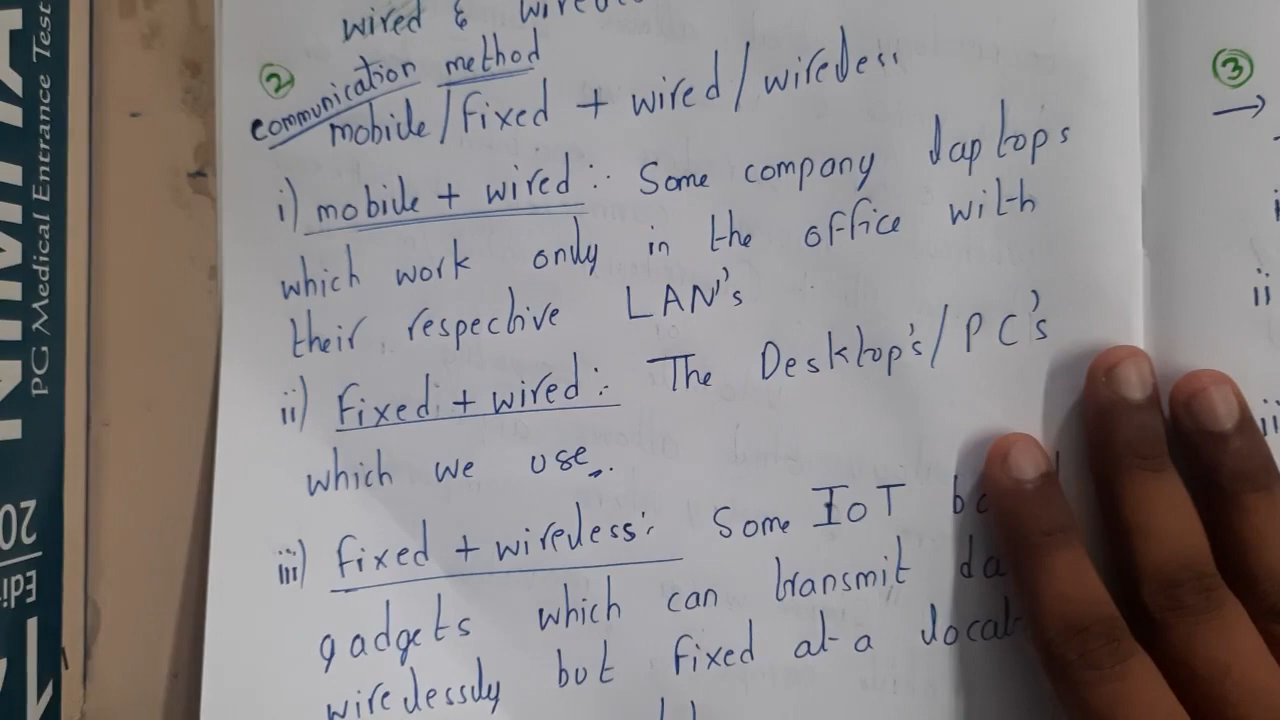 wired &
②
communication method
mobile/fixed + wired/wireless
i) mobile + wired :- Some company laptops
which work only in the office with
their respective LAN's
ii) Fixed + wired :- The Desktop's/PC's
which we use.
iii) fixed + wireless :- Some IoT
gadgets which can transmit
wirelessly but fixed at a
③
→
ii
PG Medical Entrance Test
20